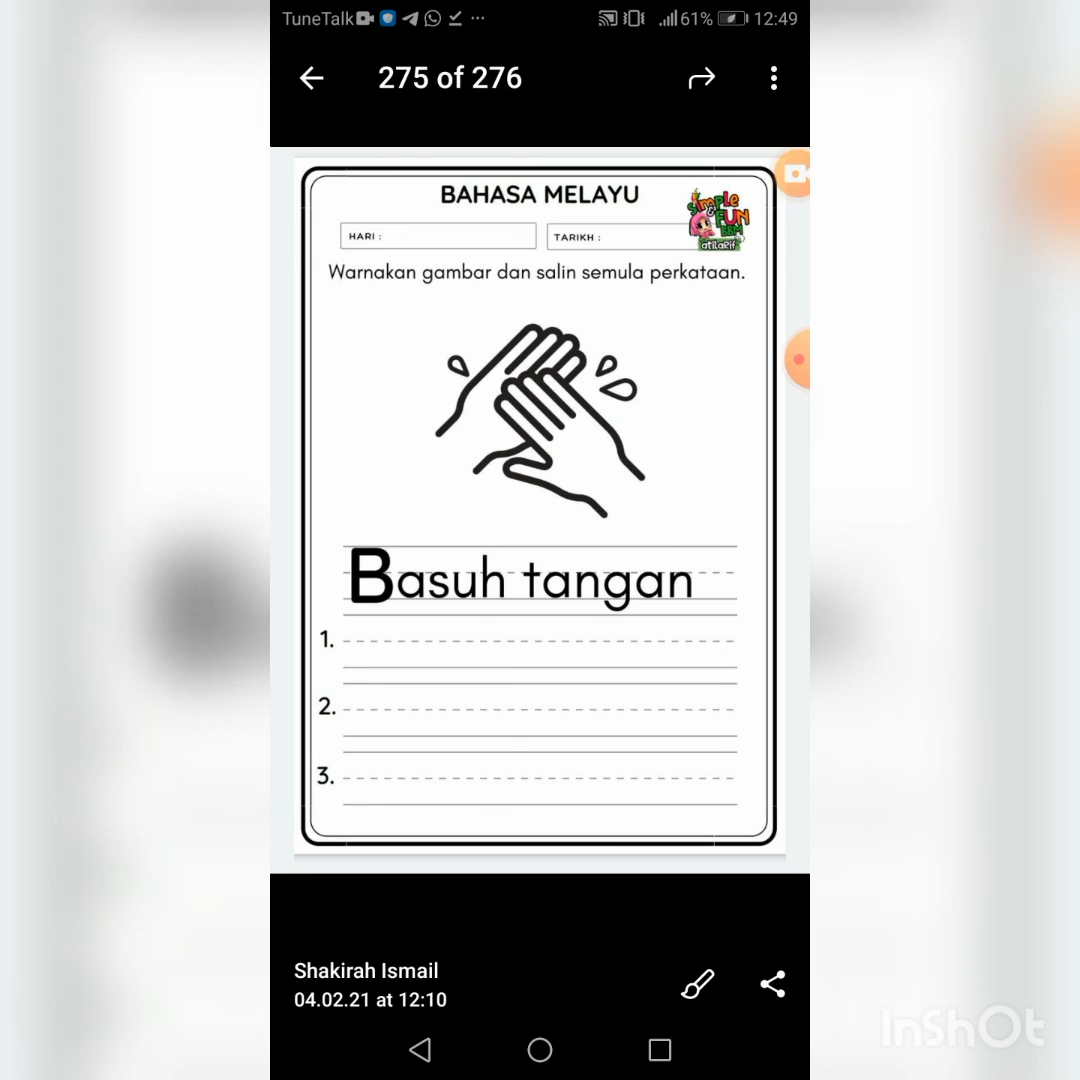 TuneTalk ... 61% 12:49
275 of 276
BAHASA MELAYU
Simple & FUN BBM
atilarif
HARI : TARIKH :
Warnakan gambar dan salin semula perkataan.
Basuh tangan
1.
2.
3.
Shakirah Ismail
04.02.21 at 12:10
InShOt